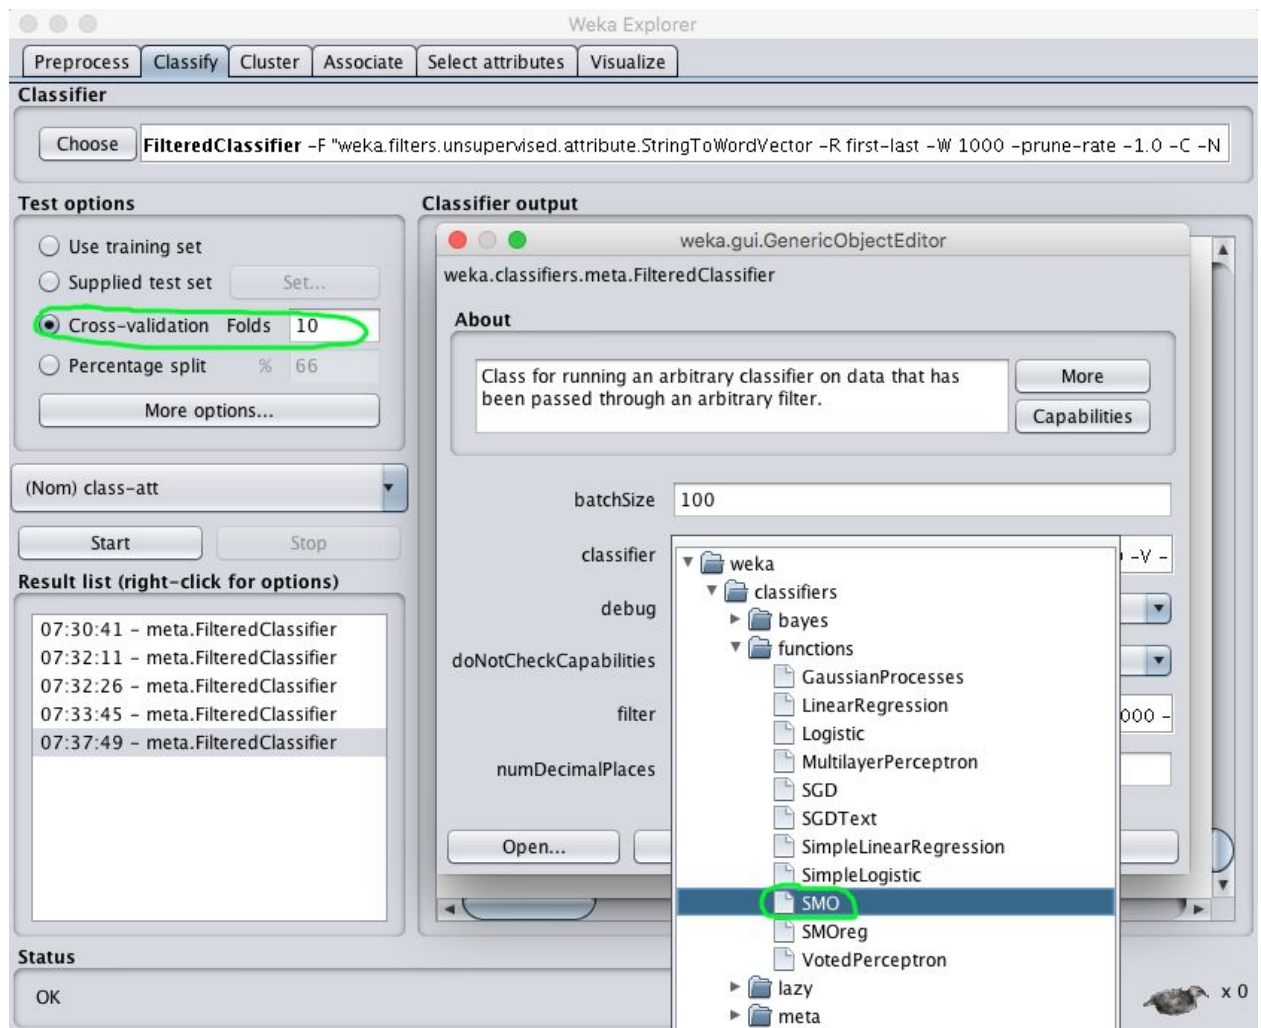 Weka Explorer
Preprocess Classify Cluster Associate Select attributes Visualize
Classifier
Choose FilteredClassifier -F "weka.filters.unsupervised.attribute.StringToWordVector -R first-last -W 1000 -prune-rate -1.0 -C -N
Test options
Use training set
Supplied test set Set...
Cross-validation Folds 10
Percentage split % 66
More options...
(Nom) class-att
Start Stop
Result list (right-click for options)
07:30:41 - meta.FilteredClassifier
07:32:11 - meta.FilteredClassifier
07:32:26 - meta.FilteredClassifier
07:33:45 - meta.FilteredClassifier
07:37:49 - meta.FilteredClassifier
Classifier output
weka.gui.GenericObjectEditor
weka.classifiers.meta.FilteredClassifier
About
Class for running an arbitrary classifier on data that has
been passed through an arbitrary filter.
More
Capabilities
batchSize 100
classifier -V -
debug
doNotCheckCapabilities
filter 000 -
numDecimalPlaces
Open...
weka
classifiers
bayes
functions
GaussianProcesses
LinearRegression
Logistic
MultilayerPerceptron
SGD
SGDText
SimpleLinearRegression
SimpleLogistic
SMO
SMOreg
VotedPerceptron
lazy
meta
Status
OK
x 0